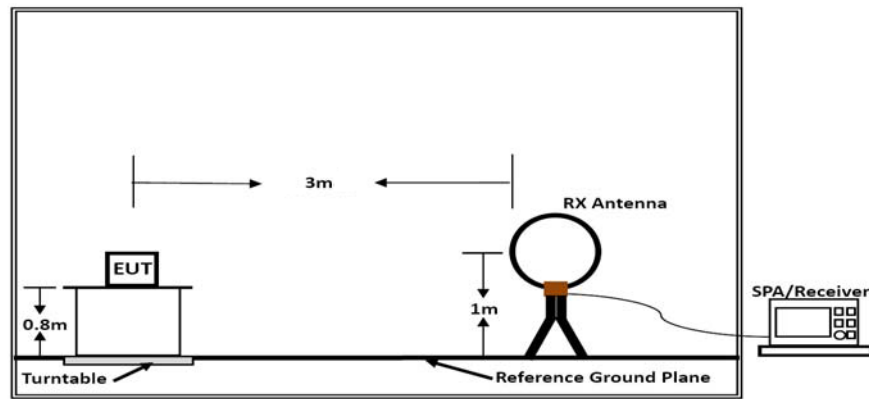 3m
RX Antenna
EUT
SPA/Receiver
0.8m
1m
Turntable
Reference Ground Plane